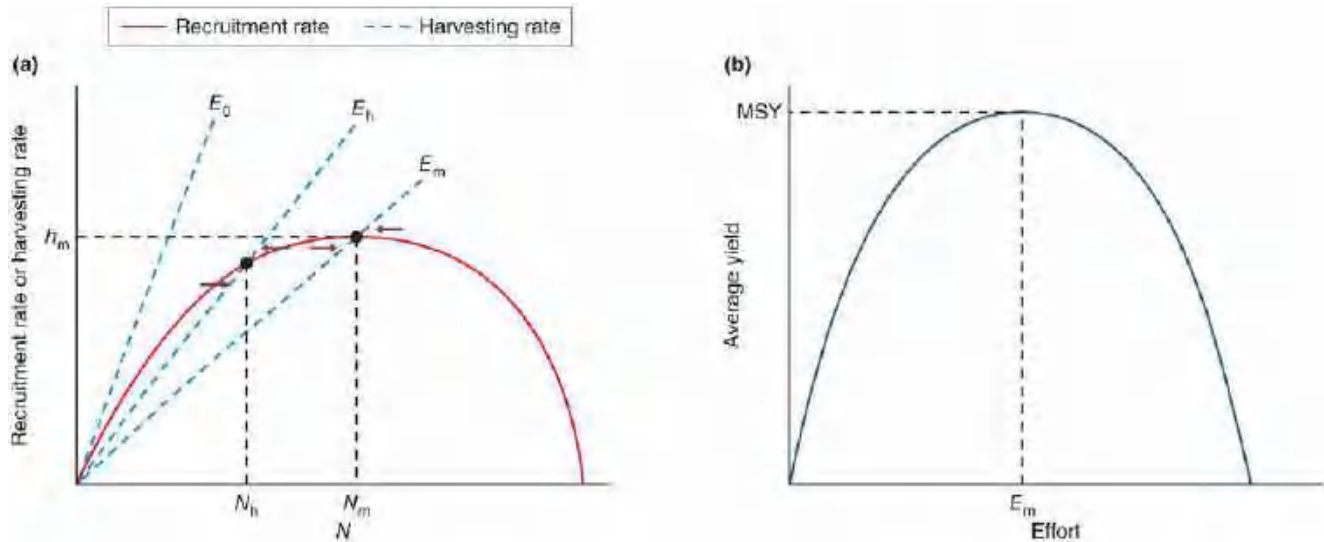 Recruitment rate Harvesting rate
(a)
E0
Eh
Em
hm
Recruitment rate or harvesting rate
Nh
Nm
N
(b)
MSY
Average yield
Em
Effort